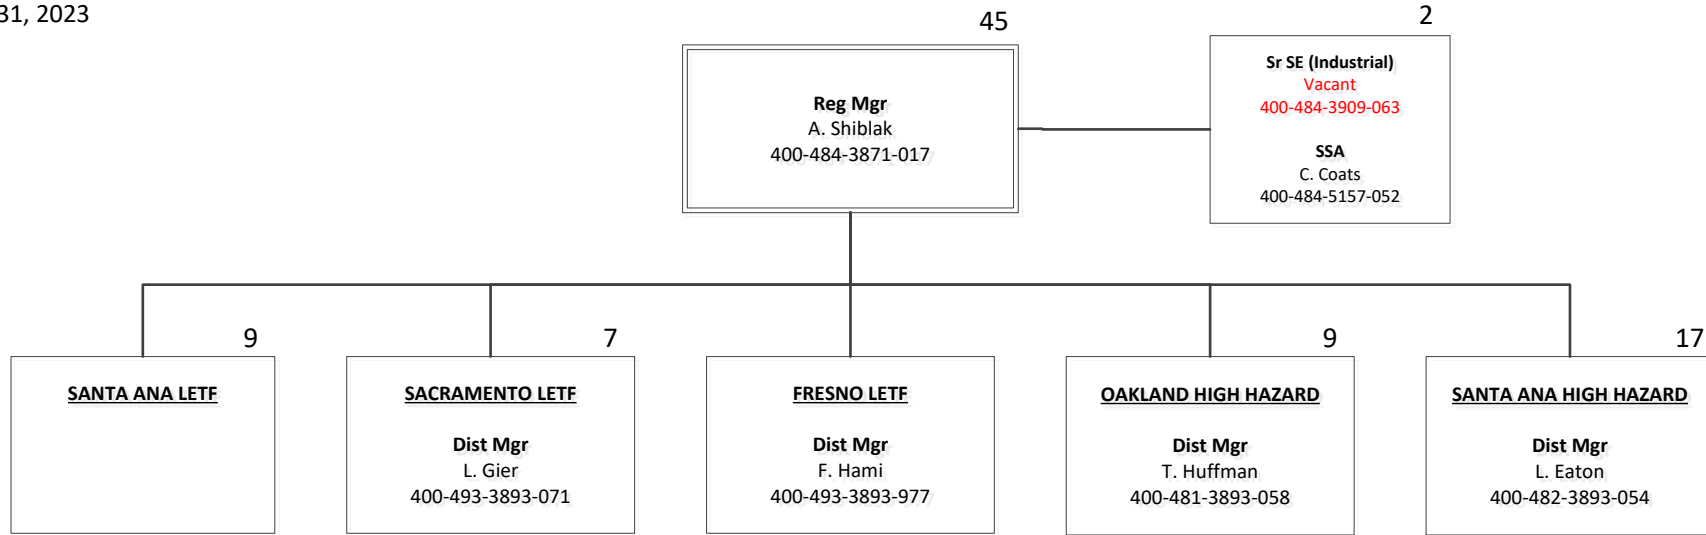 31, 2023
45
2
Reg Mgr
A. Shiblak
400-484-3871-017
Sr SE (Industrial)
Vacant
400-484-3909-063
SSA
C. Coats
400-484-5157-052
9
SANTA ANA LETF
7
SACRAMENTO LETF
Dist Mgr
L. Gier
400-493-3893-071
FRESNO LETF
Dist Mgr
F. Hami
400-493-3893-977
9
OAKLAND HIGH HAZARD
Dist Mgr
T. Huffman
400-481-3893-058
17
SANTA ANA HIGH HAZARD
Dist Mgr
L. Eaton
400-482-3893-054